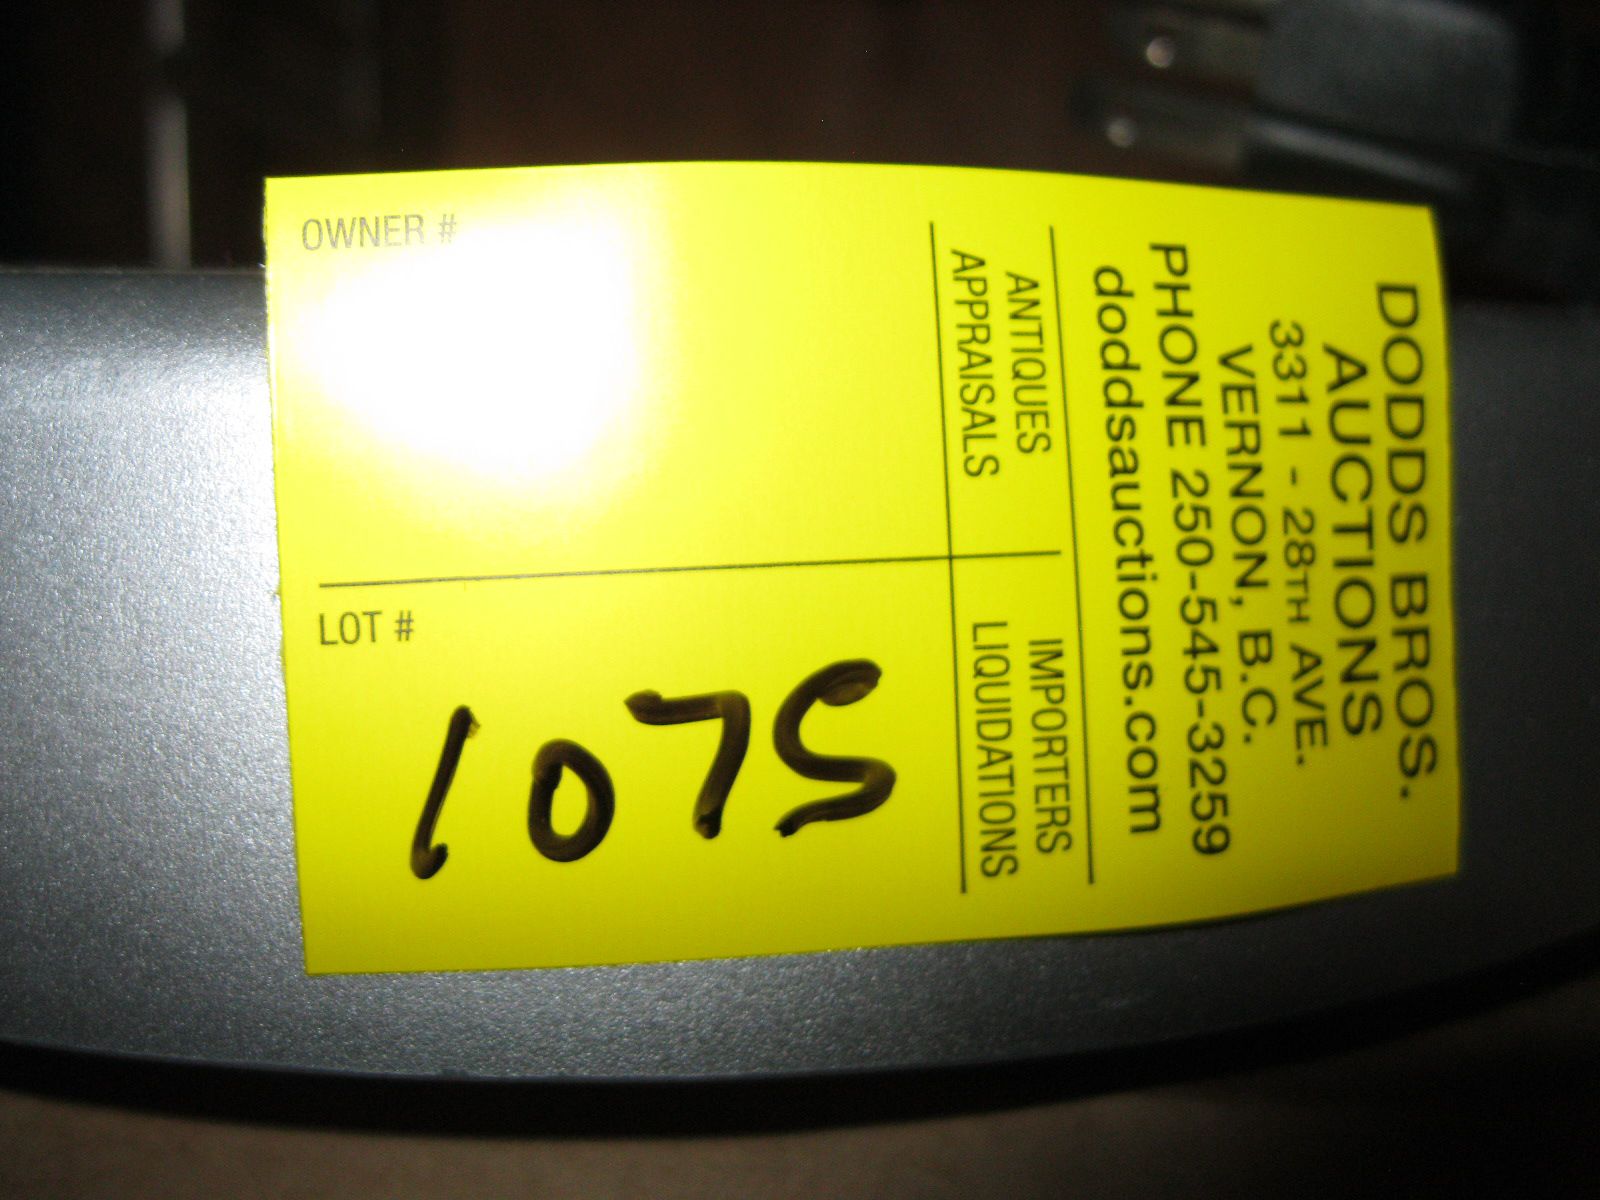 DODDS BROS.
AUCTIONS
3311 - 28TH AVE.
VERNON, B.C.
PHONE 250-545-3259
doddsauctions.com
ANTIQUES
APPRAISALS
IMPORTERS
LIQUIDATIONS
OWNER #
LOT #
1075